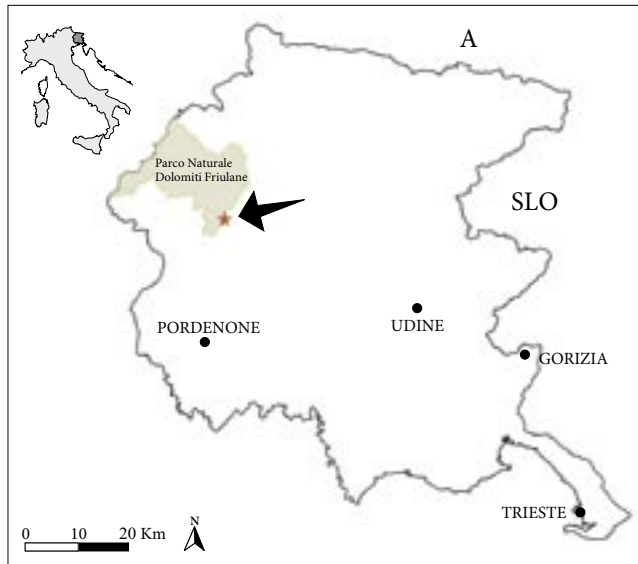 A
Parco Naturale
Dolomiti Friulane
SLO
UDINE
PORDENONE
GORIZIA
TRIESTE
0 10 20 Km
N